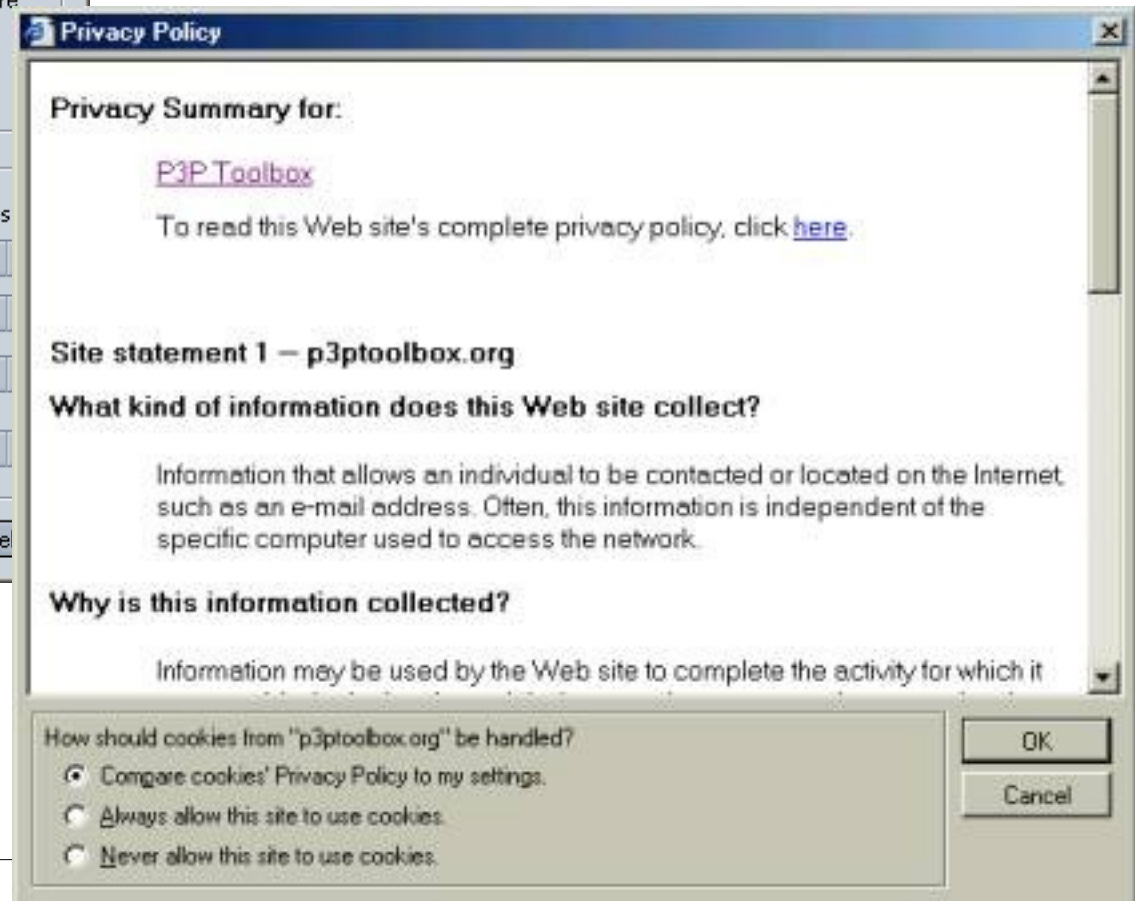 re
Privacy Policy
Privacy Summary for:
P3P Toolbox
To read this Web site's complete privacy policy, click here.
Site statement 1 – p3ptoolbox.org
What kind of information does this Web site collect?
s
Information that allows an individual to be contacted or located on the Internet,
such as an e-mail address. Often, this information is independent of the
specific computer used to access the network.
el
Why is this information collected?
Information may be used by the Web site to complete the activity for which it
How should cookies from "p3ptoolbox.org" be handled?
Compare cookies' Privacy Policy to my settings.
Always allow this site to use cookies.
Never allow this site to use cookies.
OK
Cancel